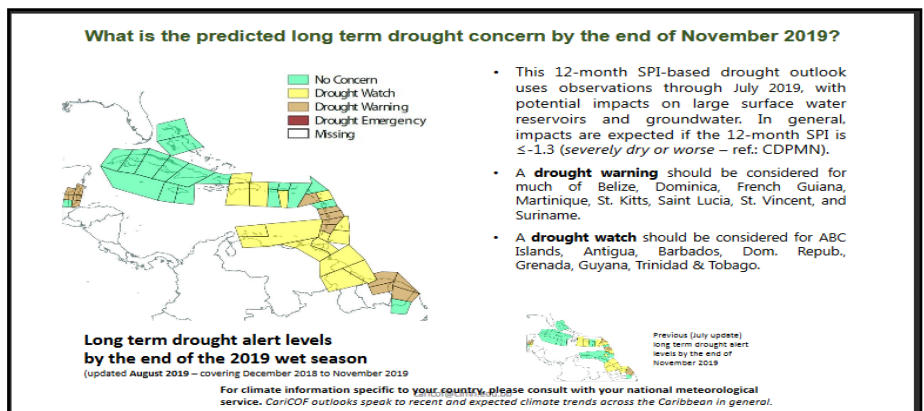 What is the predicted long term drought concern by the end of November 2019?
No Concern
Drought Watch
Drought Warning
Drought Emergency
Missing
• This 12-month SPI-based drought outlook
uses observations through July 2019, with
potential impacts on large surface water
reservoirs and groundwater. In general,
impacts are expected if the 12-month SPI is
≤-1.3 (severely dry or worse – ref.: CDPMN).
• A drought warning should be considered for
much of Belize, Dominica, French Guiana,
Martinique, St. Kitts, Saint Lucia, St. Vincent, and
Suriname.
• A drought watch should be considered for ABC
Islands, Antigua, Barbados, Dom. Repub.,
Grenada, Guyana, Trinidad & Tobago.
Long term drought alert levels
by the end of the 2019 wet season
(updated August 2019 – covering December 2018 to November 2019
Previous (July update)
long term drought alert
levels by the end of
November 2019
For climate information specific to your country, please consult with your national meteorological
service. CariCOF outlooks speak to recent and expected climate trends across the Caribbean in general.